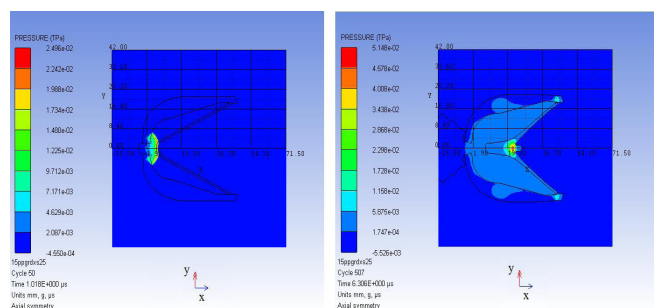 PRESSURE (TPa)
2.496e-02
2.242e-02
1.988e-02
1.734e-02
1.480e-02
1.225e-02
9.712e-03
7.171e-03
4.629e-03
2.087e-03
-4.550e-04
42.00
Y
71.50
15ppgrdxs25
Cycle 50
Time 1.018E+000 µs
Units mm, g, µs
Axial symmetry
y
x
PRESSURE (TPa)
5.148e-02
4.578e-02
4.008e-02
3.438e-02
2.868e-02
2.298e-02
1.728e-02
1.158e-02
5.875e-03
1.747e-04
-5.526e-03
42.00
Y
71.50
15ppgrdxs25
Cycle 507
Time 6.306E+000 µs
Units mm, g, µs
Axial symmetry
y
x